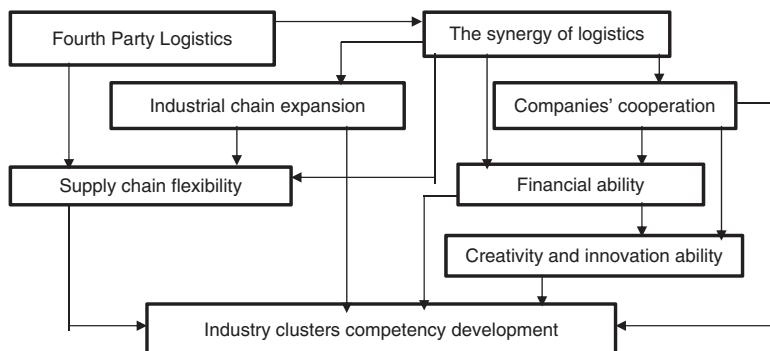 Fourth Party Logistics
The synergy of logistics
Industrial chain expansion
Companies’ cooperation
Supply chain flexibility
Financial ability
Creativity and innovation ability
Industry clusters competency development